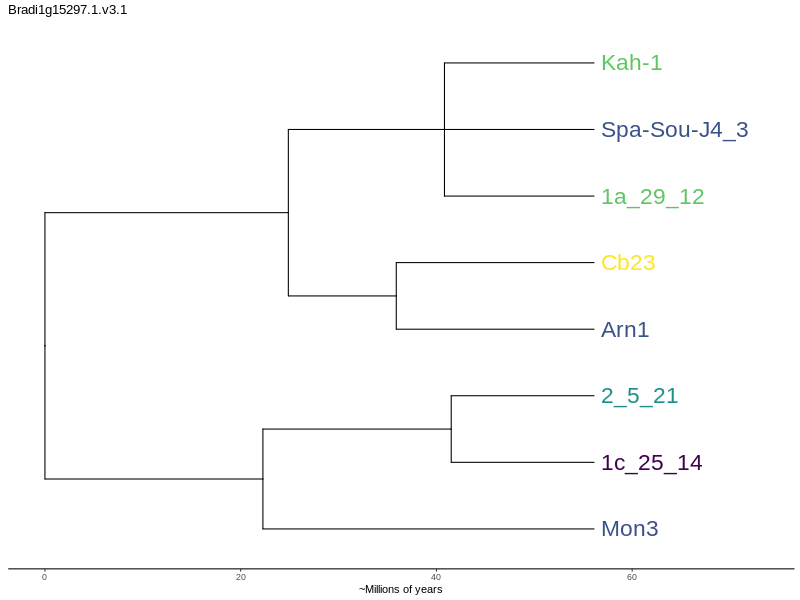 Bradi1g15297.1.v3.1
Kah-1
Spa-Sou-J4_3
1a_29_12
Cb23
Arn1
2_5_21
1c_25_14
Mon3
0 20 40 60
~Millions of years